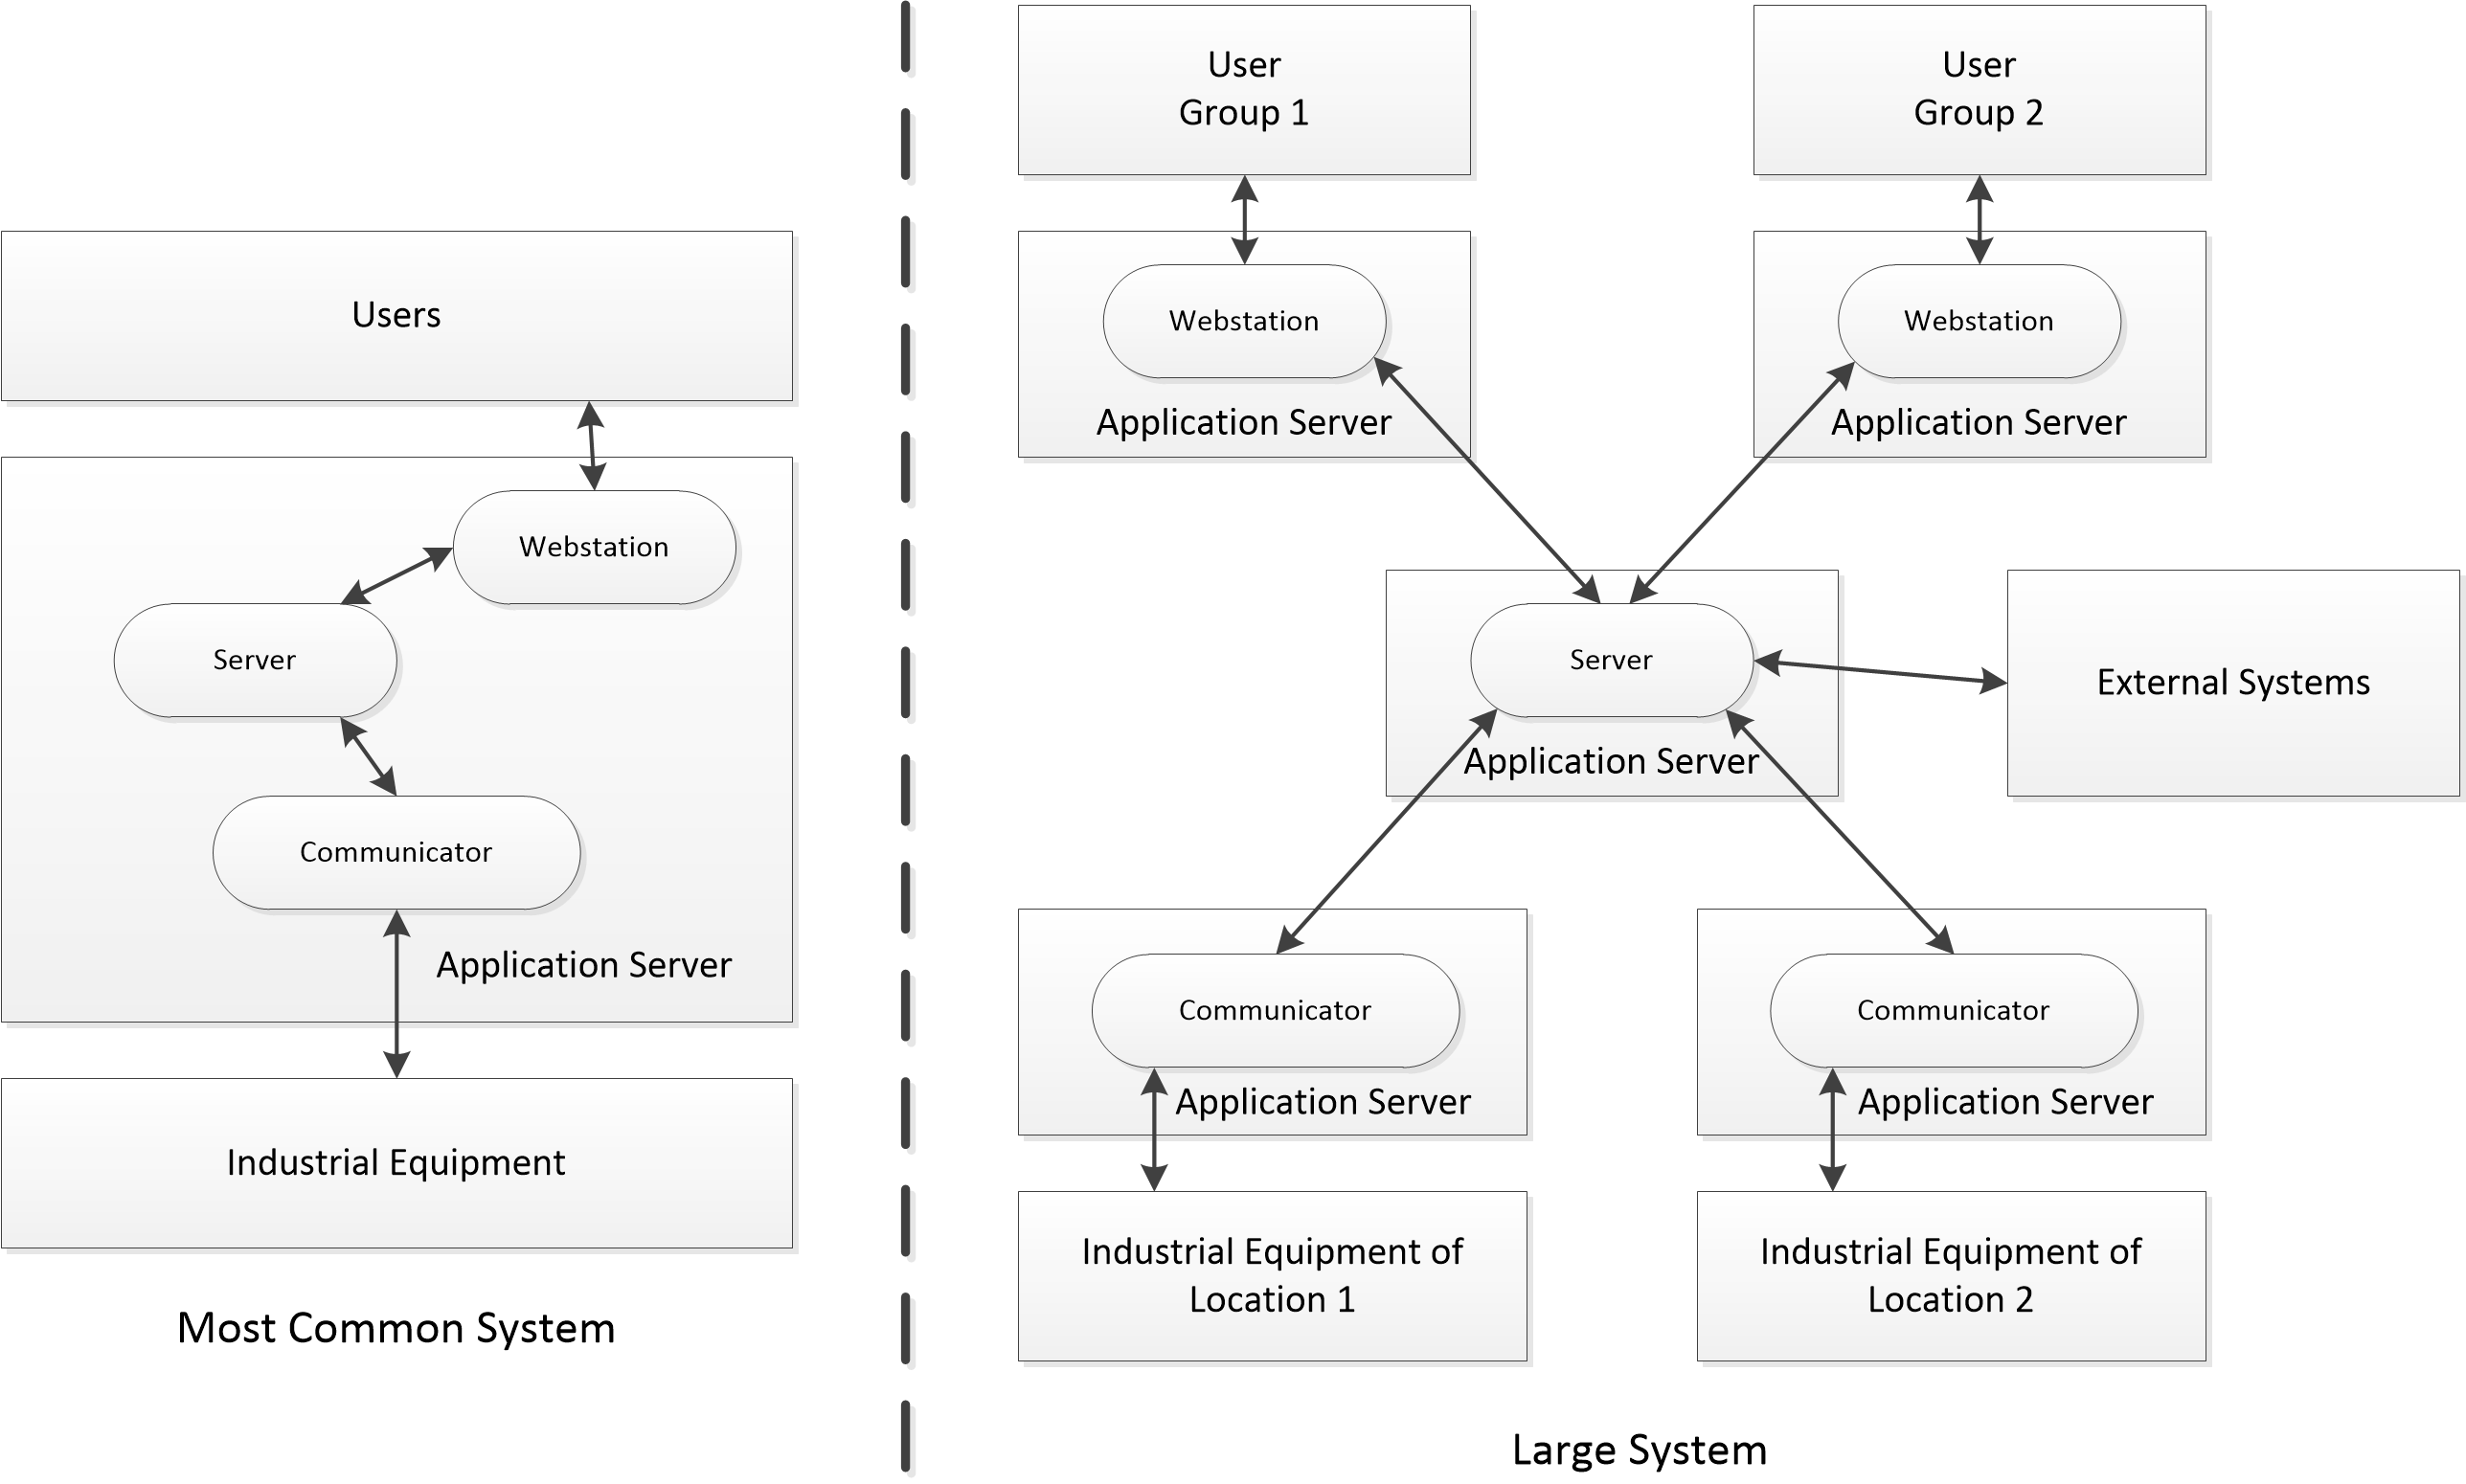 Users
Webstation
Server
Communicator
Application Server
Industrial Equipment
Most Common System
User
Group 1
User
Group 2
Webstation
Application Server
Webstation
Application Server
Server
Application Server
External Systems
Communicator
Application Server
Communicator
Application Server
Industrial Equipment of
Location 1
Industrial Equipment of
Location 2
Large System